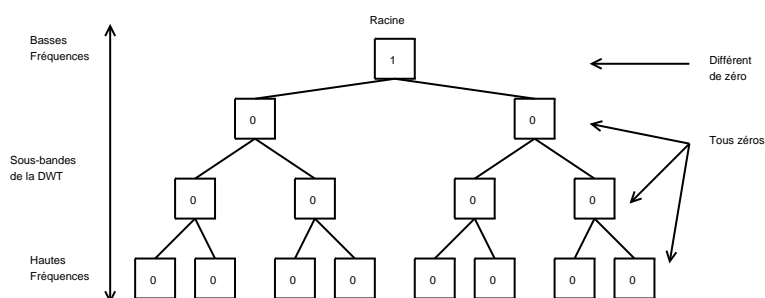 Racine
Basses
Fréquences
1
Différent
de zéro
0
0
Tous zéros
Sous-bandes
de la DWT
0
0
0
0
Hautes
Fréquences
0
0
0
0
0
0
0
0